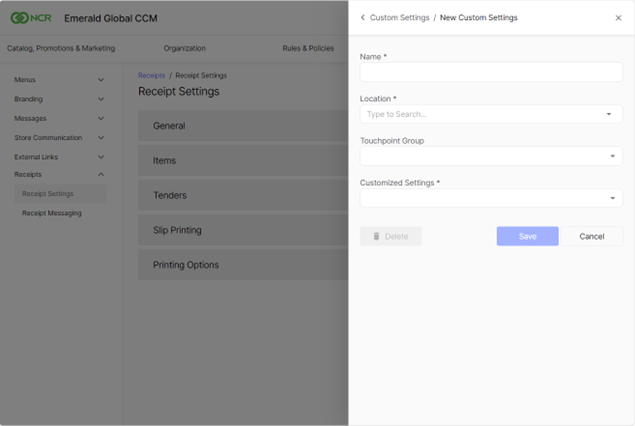 NCR Emerald Global CCM
Catalog, Promotions & Marketing Organization Rules & Policies
Menus
Branding
Messages
Store Communication
External Links
Receipts
Receipt Settings
Receipt Messaging
Receipts / Receipt Settings
Receipt Settings
General
Items
Tenders
Slip Printing
Printing Options
Custom Settings / New Custom Settings
Name *
Location *
Type to Search...
Touchpoint Group
Customized Settings *
Delete Save Cancel